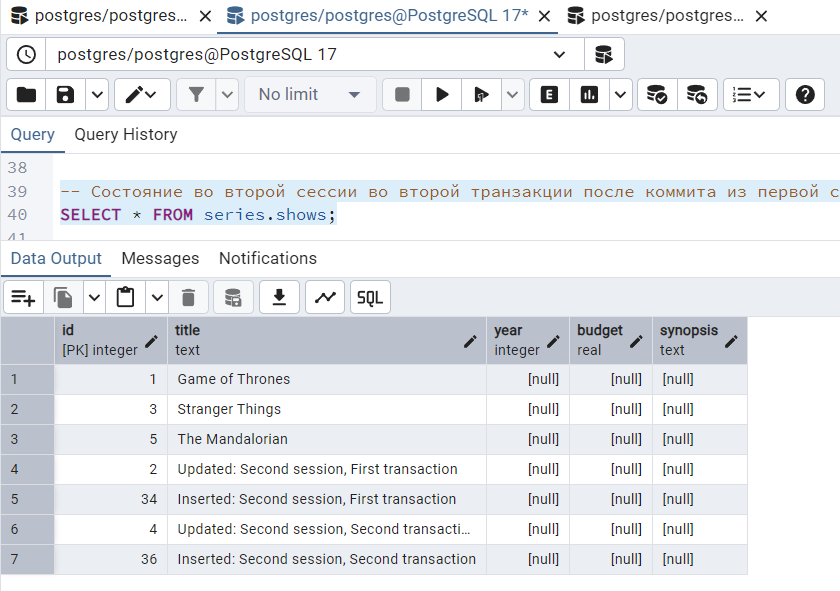 postgres/postgres... postgres/postgres@PostgreSQL 17* postgres/postgres...
postgres/postgres@PostgreSQL 17
No limit
Query Query History
38
39 -- Состояние во второй сессии во второй транзакции после коммита из первой с
40 SELECT * FROM series.shows;
41
Data Output Messages Notifications
SQL
id title year budget synopsis
[PK] integer text integer real text
1 1 Game of Thrones [null] [null] [null]
2 3 Stranger Things [null] [null] [null]
3 5 The Mandalorian [null] [null] [null]
4 2 Updated: Second session, First transaction [null] [null] [null]
5 34 Inserted: Second session, First transaction [null] [null] [null]
6 4 Updated: Second session, Second transacti... [null] [null] [null]
7 36 Inserted: Second session, Second transaction [null] [null] [null]